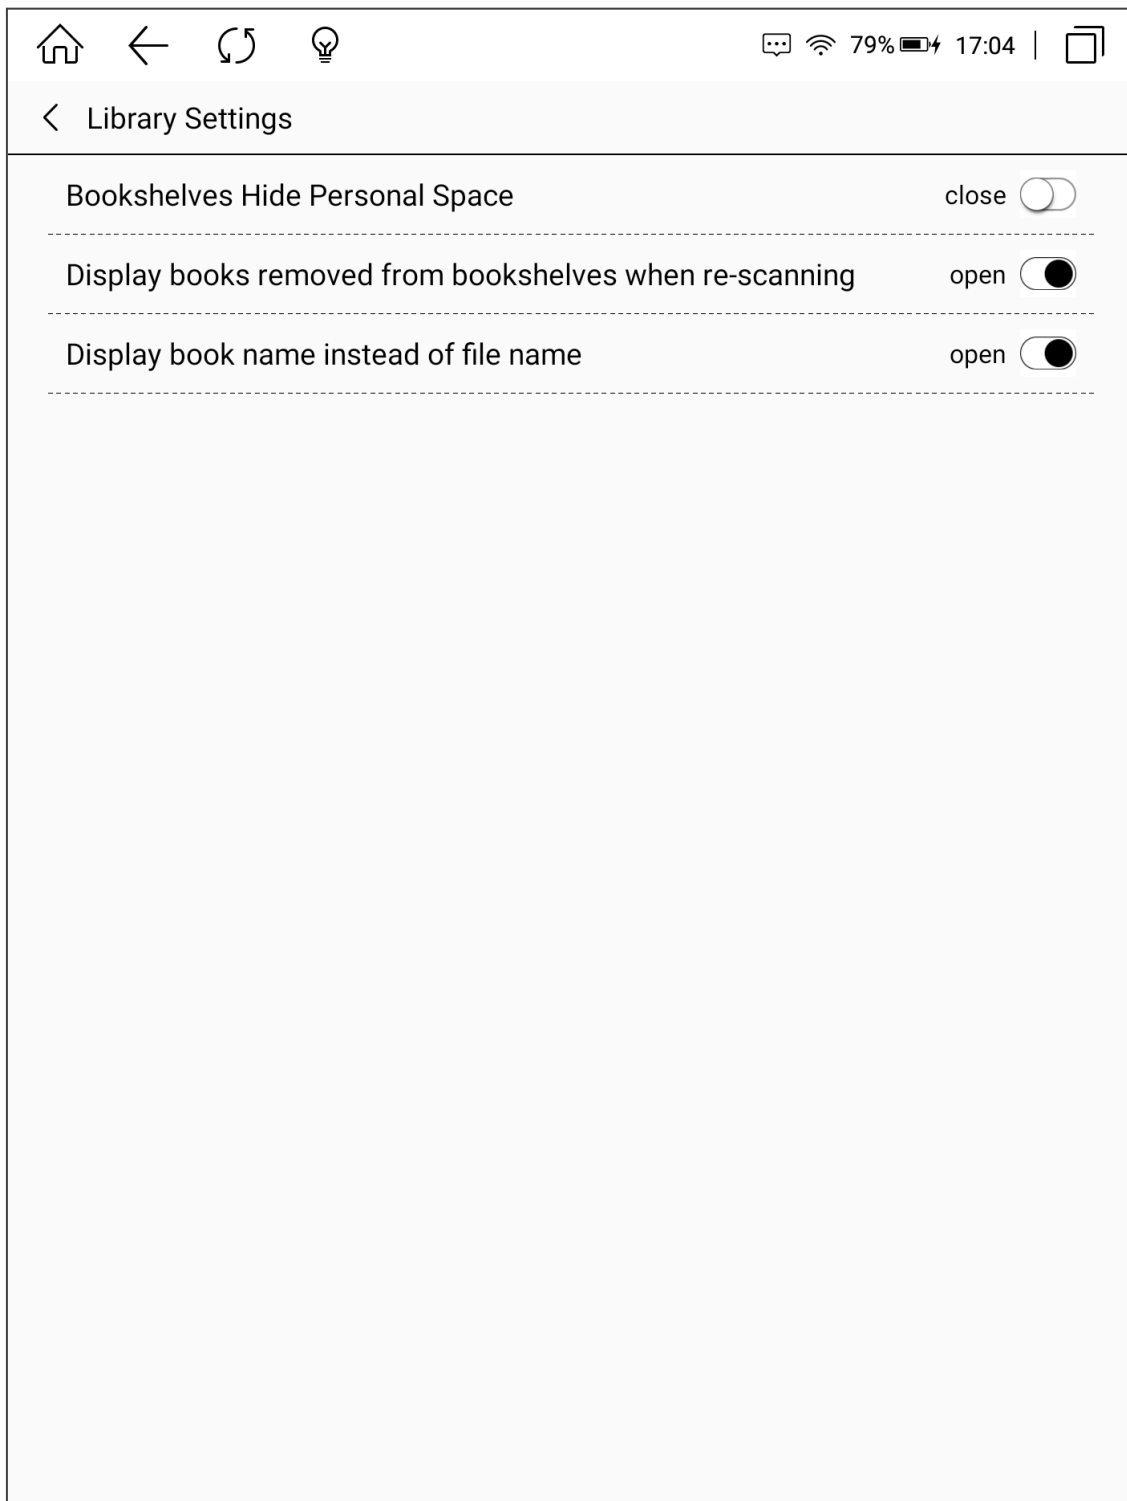 79% 17:04
Library Settings
Bookshelves Hide Personal Space close
Display books removed from bookshelves when re-scanning open
Display book name instead of file name open